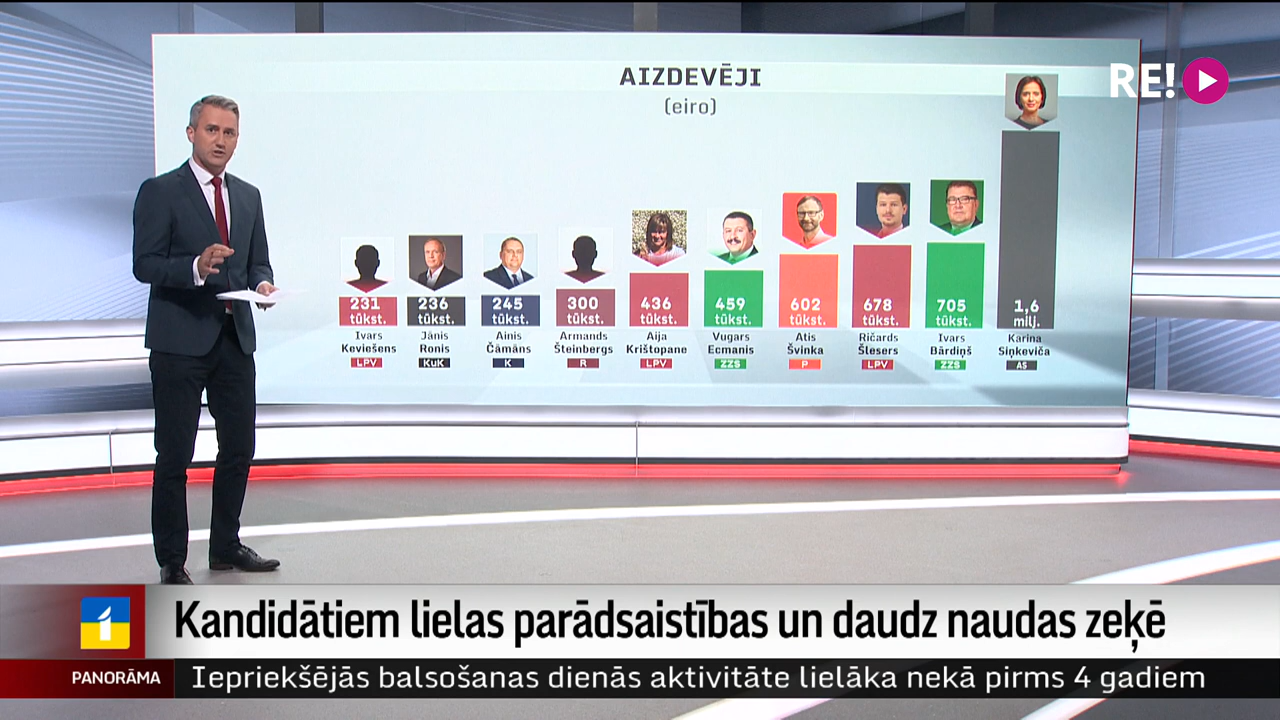 AIZDEVĒJI
(eiro)
RE!
231 tūkst.
236 tūkst.
245 tūkst.
300 tūkst.
436 tūkst.
459 tūkst.
602 tūkst.
678 tūkst.
705 tūkst.
1,6 milj.
Ivars Keviešens
Jānis Ronis
Ainis Čāmāns
Armands Šteinbergs
Aija Krištopane
Vugars Ecmanis
Atis Švinka
Ričards Šlesers
Ivars Bārdiņš
Karina Siņkeviča
LPV
KuK
K
R
LPV
ZZS
P
LPV
ZZS
AS
1
Kandidātiem lielas parādsaistības un daudz naudas zeķē
PANORĀMA
Iepriekšējās balsošanas dienās aktivitāte lielāka nekā pirms 4 gadiem